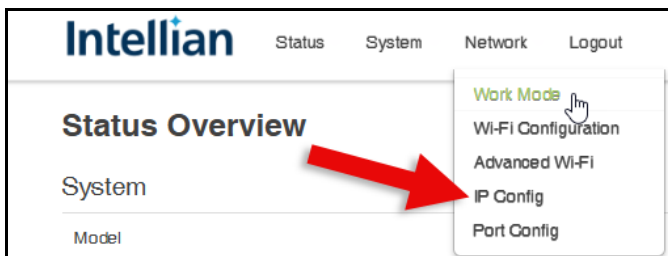 Intellian Status System Network Logout
Work Mode
Status Overview
Wi-Fi Configuration
Advanced Wi-Fi
System
IP Config
Model
Port Config